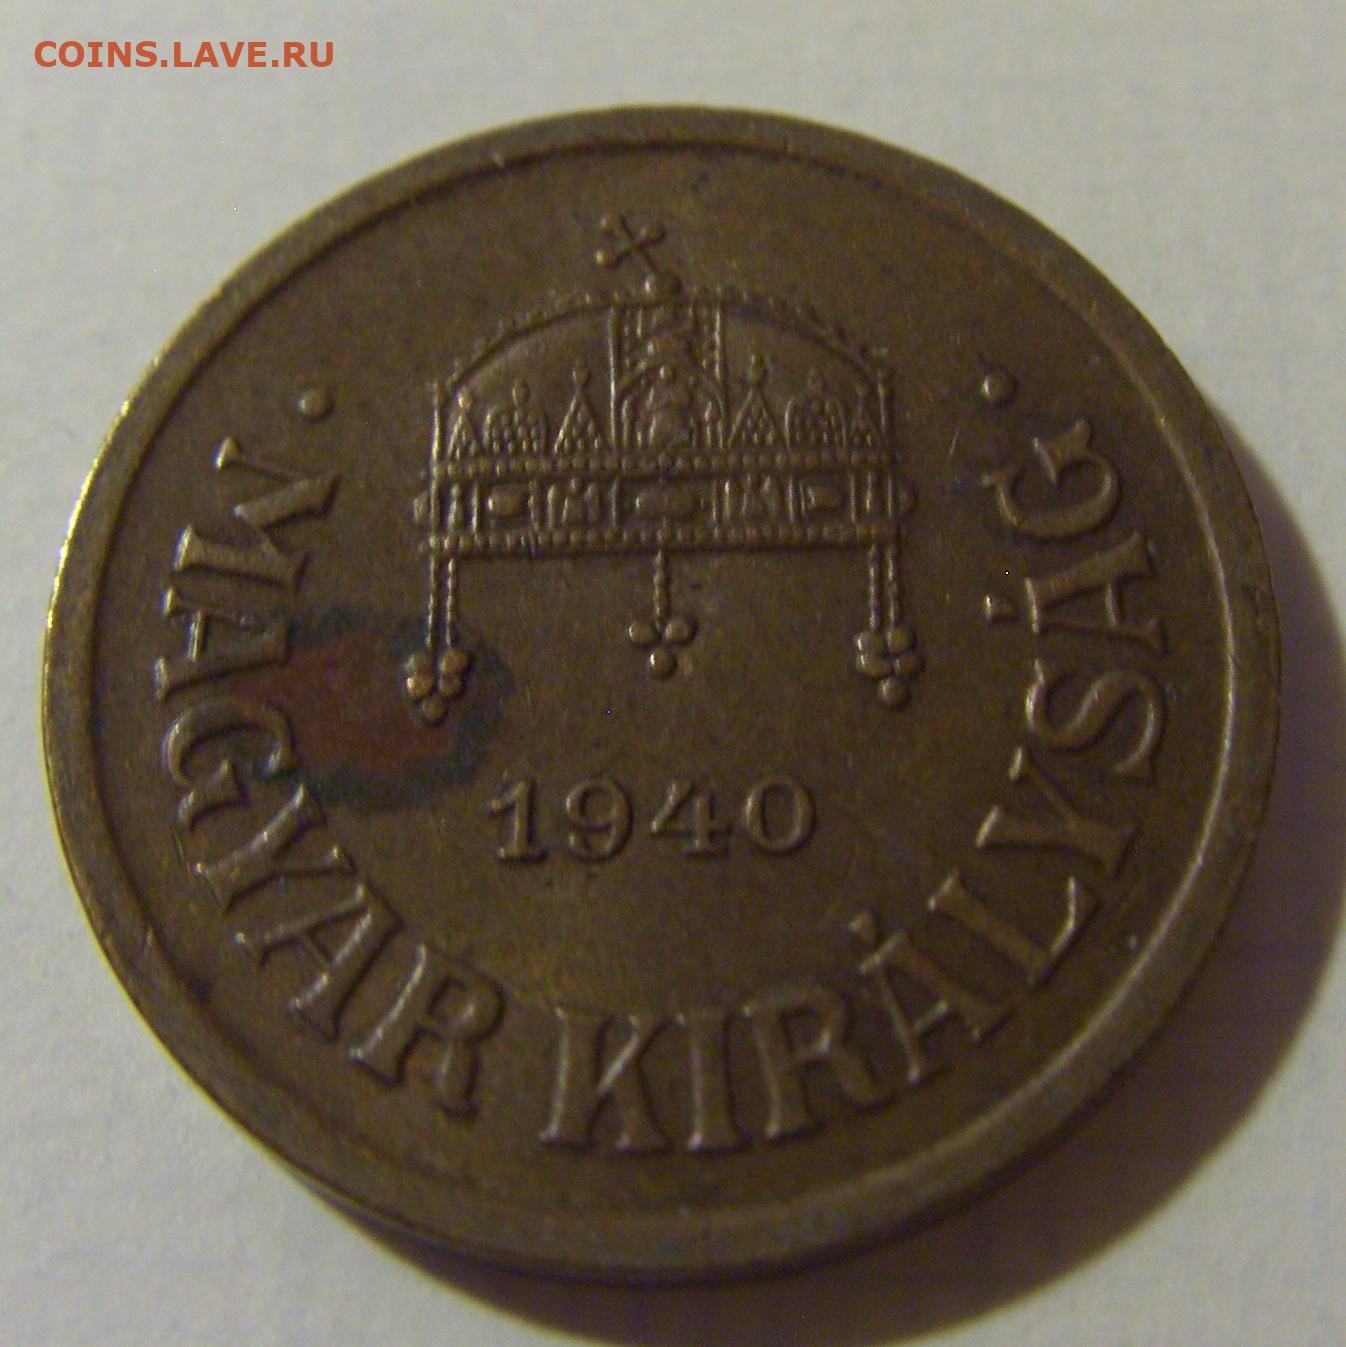 COINS.LAVE.RU
· MAGYAR KIRÁLYSÁG ·
1940